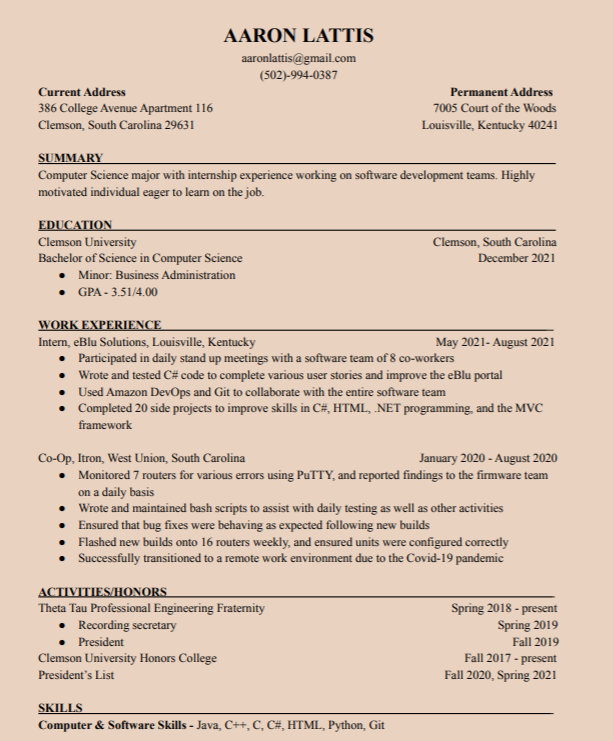 AARON LATTIS
aaronlattis@gmail.com
(502)-994-0387
Current Address Permanent Address
386 College Avenue Apartment 116 7005 Court of the Woods
Clemson, South Carolina 29631 Louisville, Kentucky 40241
SUMMARY
Computer Science major with internship experience working on software development teams. Highly
motivated individual eager to learn on the job.
EDUCATION
Clemson University Clemson, South Carolina
Bachelor of Science in Computer Science December 2021
● Minor: Business Administration
● GPA - 3.51/4.00
WORK EXPERIENCE
Intern, eBlu Solutions, Louisville, Kentucky May 2021- August 2021
● Participated in daily stand up meetings with a software team of 8 co-workers
● Wrote and tested C# code to complete various user stories and improve the eBlu portal
● Used Amazon DevOps and Git to collaborate with the entire software team
● Completed 20 side projects to improve skills in C#, HTML, .NET programming, and the MVC
framework
Co-Op, Itron, West Union, South Carolina January 2020 - August 2020
● Monitored 7 routers for various errors using PuTTY, and reported findings to the firmware team
on a daily basis
● Wrote and maintained bash scripts to assist with daily testing as well as other activities
● Ensured that bug fixes were behaving as expected following new builds
● Flashed new builds onto 16 routers weekly, and ensured units were configured correctly
● Successfully transitioned to a remote work environment due to the Covid-19 pandemic
ACTIVITIES/HONORS
Theta Tau Professional Engineering Fraternity Spring 2018 - present
● Recording secretary Spring 2019
● President Fall 2019
Clemson University Honors College Fall 2017 - present
President's List Fall 2020, Spring 2021
SKILLS
Computer & Software Skills - Java, C++, C, C#, HTML, Python, Git